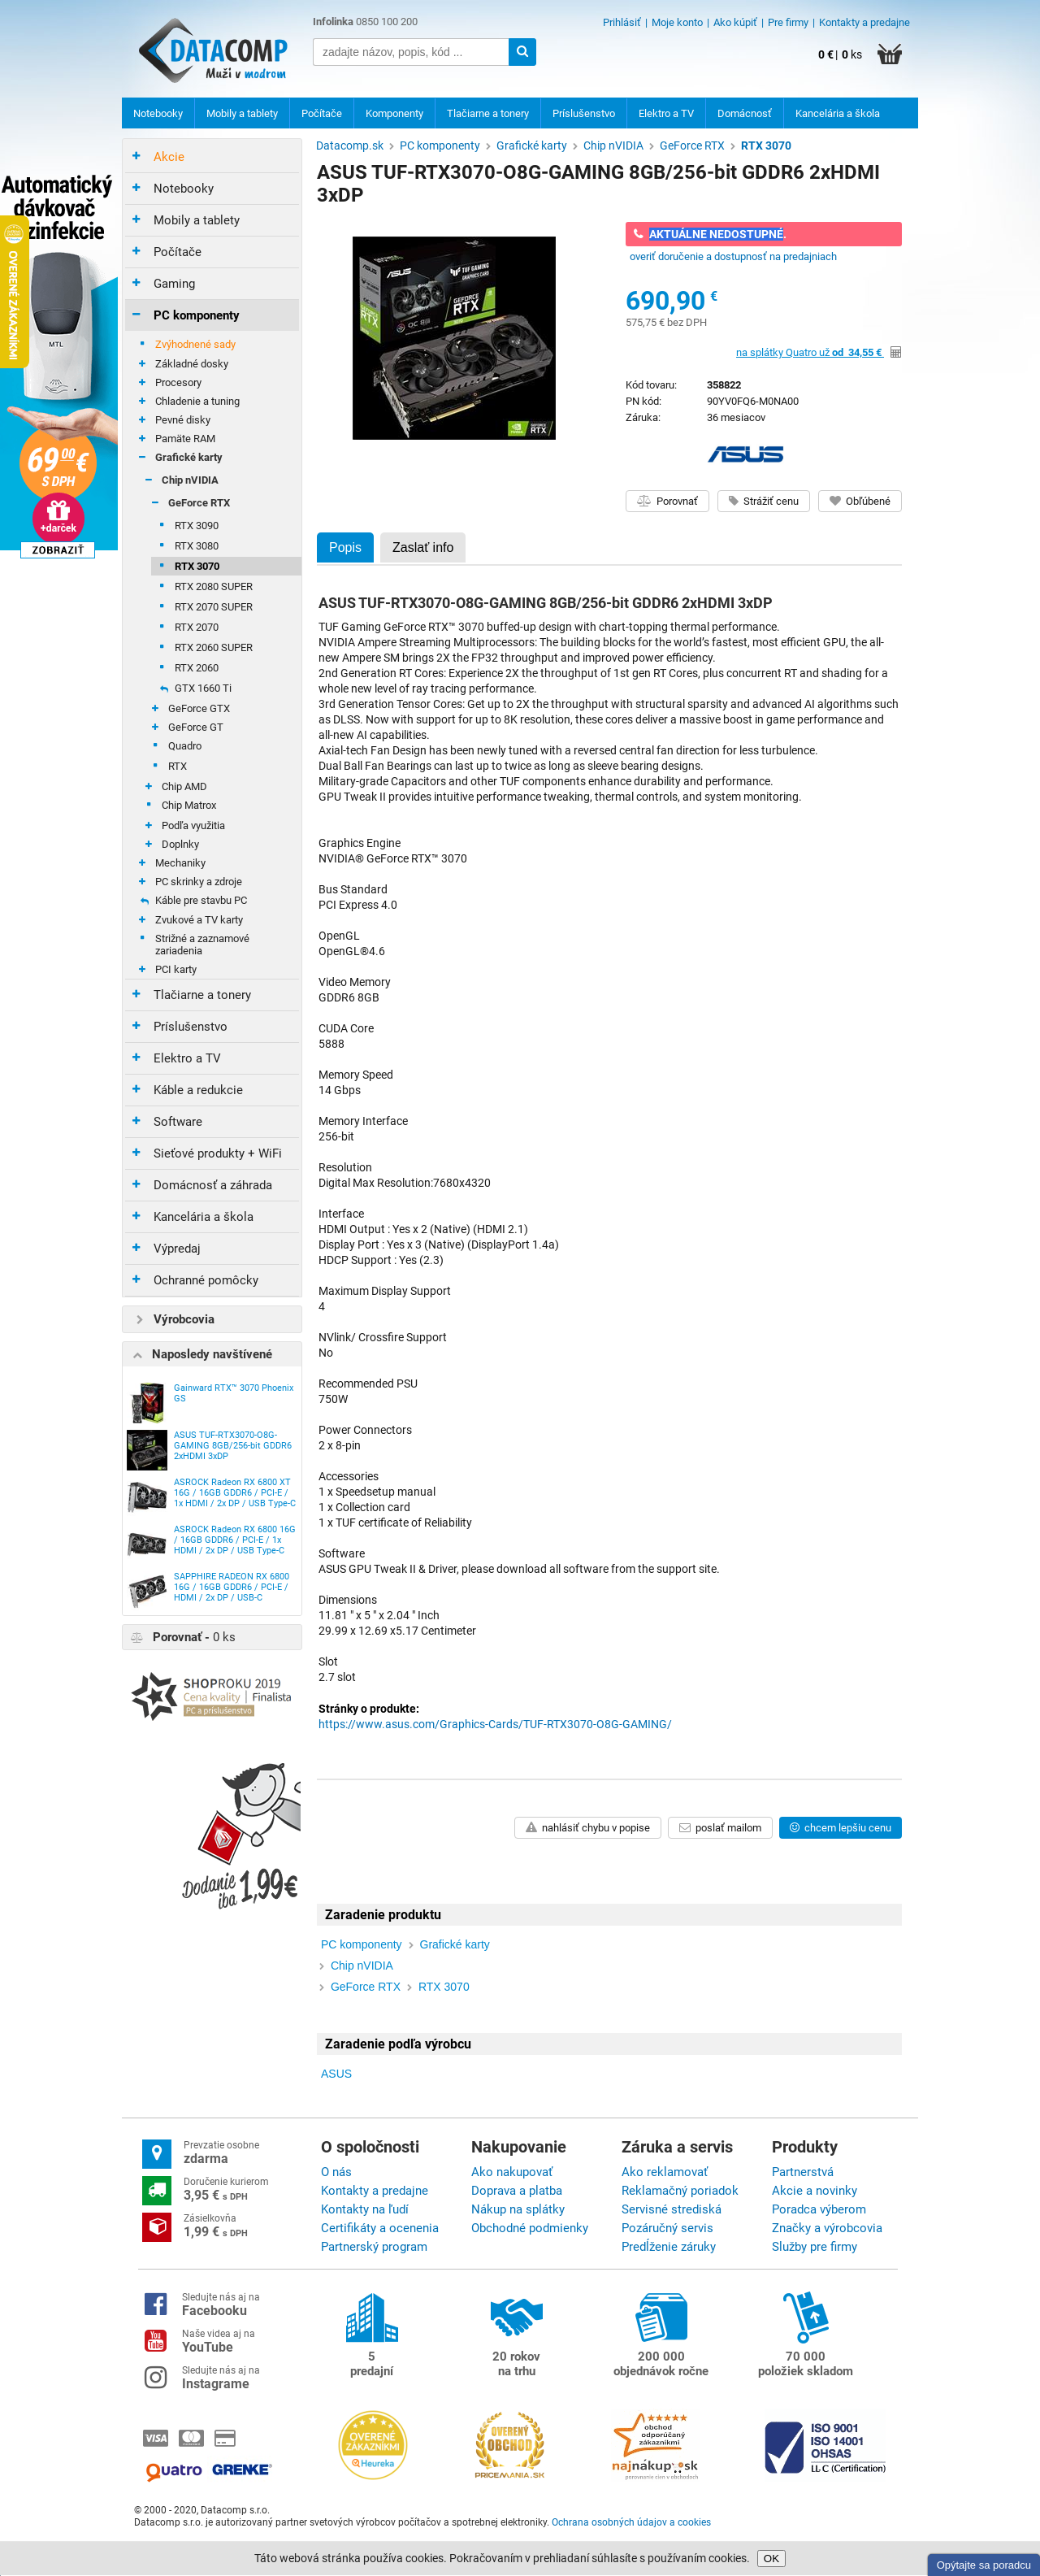 DATACOMP
Muži v modrom
Infolinka 0850 100 200
zadajte názov, popis, kód ...
Prihlásiť | Moje konto | Ako kúpiť | Pre firmy | Kontakty a predajne
0 € | 0 ks
Notebooky
Mobily a tablety
Počítače
Komponenty
Tlačiarne a tonery
Príslušenstvo
Elektro a TV
Domácnosť
Kancelária a škola
Automatický
dávkovač
zinfekcie
OVERENÉ ZÁKAZNÍKMI
MTL
69,00 €
S DPH
+darček
ZOBRAZIŤ
Akcie
Notebooky
Mobily a tablety
Počítače
Gaming
PC komponenty
Zvýhodnené sady
Základné dosky
Procesory
Chladenie a tuning
Pevné disky
Pamäte RAM
Grafické karty
Chip nVIDIA
GeForce RTX
RTX 3090
RTX 3080
RTX 3070
RTX 2080 SUPER
RTX 2070 SUPER
RTX 2070
RTX 2060 SUPER
RTX 2060
GTX 1660 Ti
GeForce GTX
GeForce GT
Quadro
RTX
Chip AMD
Chip Matrox
Podľa využitia
Doplnky
Mechaniky
PC skrinky a zdroje
Káble pre stavbu PC
Zvukové a TV karty
Strižné a zaznamové
zariadenia
PCI karty
Tlačiarne a tonery
Príslušenstvo
Elektro a TV
Káble a redukcie
Software
Sieťové produkty + WiFi
Domácnosť a záhrada
Kancelária a škola
Výpredaj
Ochranné pomôcky
Výrobcovia
Naposledy navštívené
Gainward RTX™ 3070 Phoenix
GS
ASUS TUF-RTX3070-O8G-
GAMING 8GB/256-bit GDDR6
2xHDMI 3xDP
ASROCK Radeon RX 6800 XT
16G / 16GB GDDR6 / PCI-E /
1x HDMI / 2x DP / USB Type-C
ASROCK Radeon RX 6800 16G
/ 16GB GDDR6 / PCI-E / 1x
HDMI / 2x DP / USB Type-C
SAPPHIRE RADEON RX 6800
16G / 16GB GDDR6 / PCI-E /
HDMI / 2x DP / USB-C
Porovnať - 0 ks
SHOPROKU 2019
Cena kvality | Finalista
PC a príslušenstvo
Dodanie
iba 1,99€
Datacomp.sk > PC komponenty > Grafické karty > Chip nVIDIA > GeForce RTX > RTX 3070
ASUS TUF-RTX3070-O8G-GAMING 8GB/256-bit GDDR6 2xHDMI
3xDP
AKTUÁLNE NEDOSTUPNÉ.
overiť doručenie a dostupnosť na predajniach
690,90 €
575,75 € bez DPH
na splátky Quatro už od 34,55 €
Kód tovaru: 358822
PN kód: 90YV0FQ6-M0NA00
Záruka: 36 mesiacov
ASUS
Porovnať
Strážiť cenu
Obľúbené
Popis
Zaslať info
ASUS TUF-RTX3070-O8G-GAMING 8GB/256-bit GDDR6 2xHDMI 3xDP
TUF Gaming GeForce RTX™ 3070 buffed-up design with chart-topping thermal performance.
NVIDIA Ampere Streaming Multiprocessors: The building blocks for the world’s fastest, most efficient GPU, the all-
new Ampere SM brings 2X the FP32 throughput and improved power efficiency.
2nd Generation RT Cores: Experience 2X the throughput of 1st gen RT Cores, plus concurrent RT and shading for a
whole new level of ray tracing performance.
3rd Generation Tensor Cores: Get up to 2X the throughput with structural sparsity and advanced AI algorithms such
as DLSS. Now with support for up to 8K resolution, these cores deliver a massive boost in game performance and
all-new AI capabilities.
Axial-tech Fan Design has been newly tuned with a reversed central fan direction for less turbulence.
Dual Ball Fan Bearings can last up to twice as long as sleeve bearing designs.
Military-grade Capacitors and other TUF components enhance durability and performance.
GPU Tweak II provides intuitive performance tweaking, thermal controls, and system monitoring.
Graphics Engine
NVIDIA® GeForce RTX™ 3070
Bus Standard
PCI Express 4.0
OpenGL
OpenGL®4.6
Video Memory
GDDR6 8GB
CUDA Core
5888
Memory Speed
14 Gbps
Memory Interface
256-bit
Resolution
Digital Max Resolution:7680x4320
Interface
HDMI Output : Yes x 2 (Native) (HDMI 2.1)
Display Port : Yes x 3 (Native) (DisplayPort 1.4a)
HDCP Support : Yes (2.3)
Maximum Display Support
4
NVlink/ Crossfire Support
No
Recommended PSU
750W
Power Connectors
2 x 8-pin
Accessories
1 x Speedsetup manual
1 x Collection card
1 x TUF certificate of Reliability
Software
ASUS GPU Tweak II & Driver, please download all software from the support site.
Dimensions
11.81 " x 5 " x 2.04 " Inch
29.99 x 12.69 x5.17 Centimeter
Slot
2.7 slot
Stránky o produkte:
https://www.asus.com/Graphics-Cards/TUF-RTX3070-O8G-GAMING/
nahlásiť chybu v popise
poslať mailom
chcem lepšiu cenu
Zaradenie produktu
PC komponenty > Grafické karty
> Chip nVIDIA
> GeForce RTX > RTX 3070
Zaradenie podľa výrobcu
ASUS
Prevzatie osobne
zdarma
Doručenie kurierom
3,95 € s DPH
Zásielkovňa
1,99 € s DPH
O spoločnosti
O nás
Kontakty a predajne
Kontakty na ľudí
Certifikáty a ocenenia
Partnerský program
Nakupovanie
Ako nakupovať
Doprava a platba
Nákup na splátky
Obchodné podmienky
Záruka a servis
Ako reklamovať
Reklamačný poriadok
Servisné strediská
Pozáručný servis
Predĺženie záruky
Produkty
Partnerstvá
Akcie a novinky
Poradca výberom
Značky a výrobcovia
Služby pre firmy
Sledujte nás aj na
Facebooku
Naše videa aj na
YouTube
Sledujte nás aj na
Instagrame
5
predajní
20 rokov
na trhu
200 000
objednávok ročne
70 000
položiek skladom
VISA
Quatro
GRENKE
OVERENÉ
ZÁKAZNÍKMI
Heureka
OVERENÝ
OBCHOD
PRICEMANIA.SK
obchod
odporúčaný
zákazníkmi
najnákup.sk
porovnanie cien v obchodoch
ISO 9001
ISO 14001
OHSAS
LL-C (Certification)
© 2000 - 2020, Datacomp s.r.o.
Datacomp s.r.o. je autorizovaný partner svetových výrobcov počítačov a spotrebnej elektroniky. Ochrana osobných údajov a cookies
Táto webová stránka používa cookies. Pokračovaním v prehliadaní súhlasíte s používaním cookies. OK
Opýtajte sa poradcu